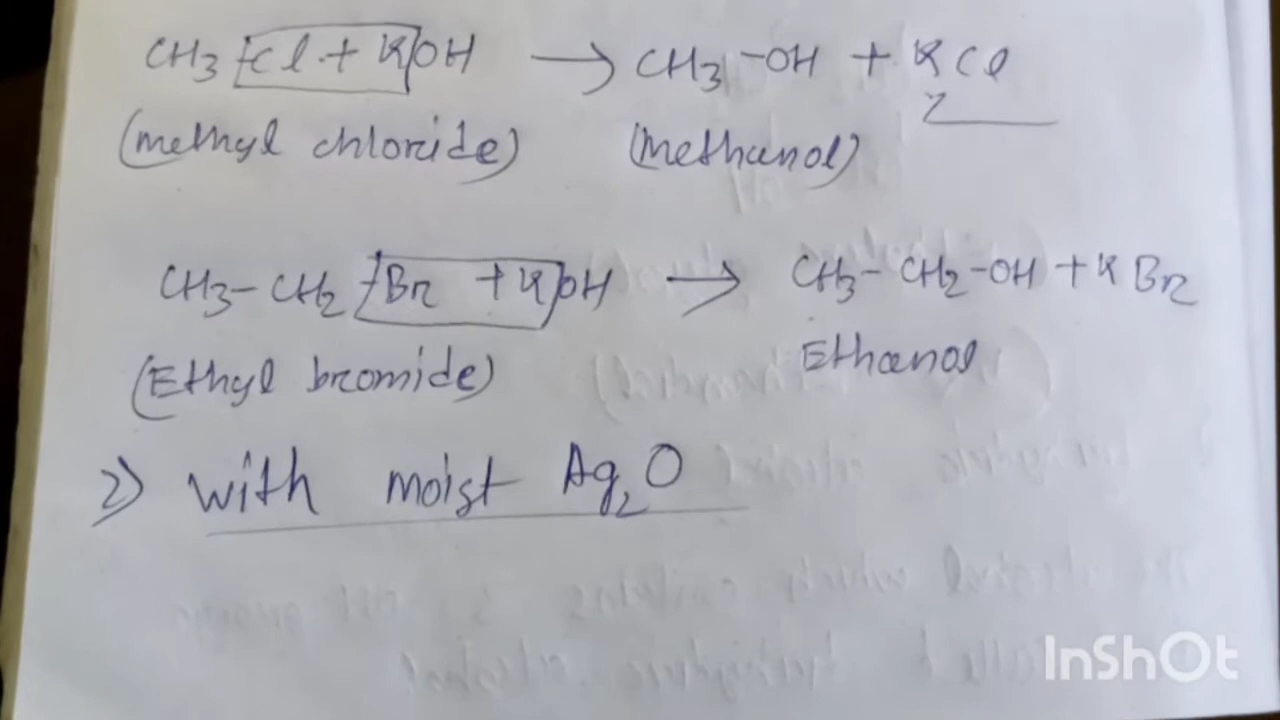 CH3-Cl + KOH → CH3-OH + KCl
(methyl chloride) (Methanol)
CH3-CH2-Br + KOH → CH3-CH2-OH + KBr
(Ethyl bromide) Ethanol
2) with moist Ag2O
InShOt